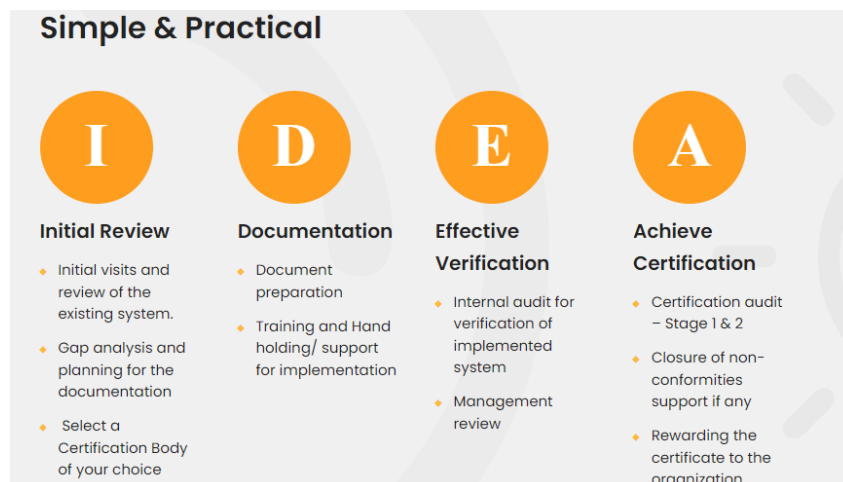 Simple & Practical
I
D
E
A
Initial Review
Initial visits and
review of the
existing system.
Gap analysis and
planning for the
documentation
Select a
Certification Body
of your choice
Documentation
Document
preparation
Training and Hand
holding/ support
for implementation
Effective
Verification
Internal audit for
verification of
implemented
system
Management
review
Achieve
Certification
Certification audit
– Stage 1 & 2
Closure of non-
conformities
support if any
Rewarding the
certificate to the
organization